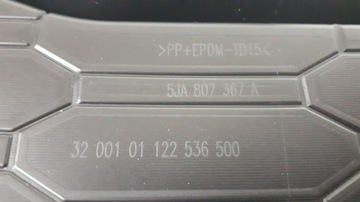 >PP+EPDM-TD15<
5JA 807 367 A
32 001 01 122 536 500